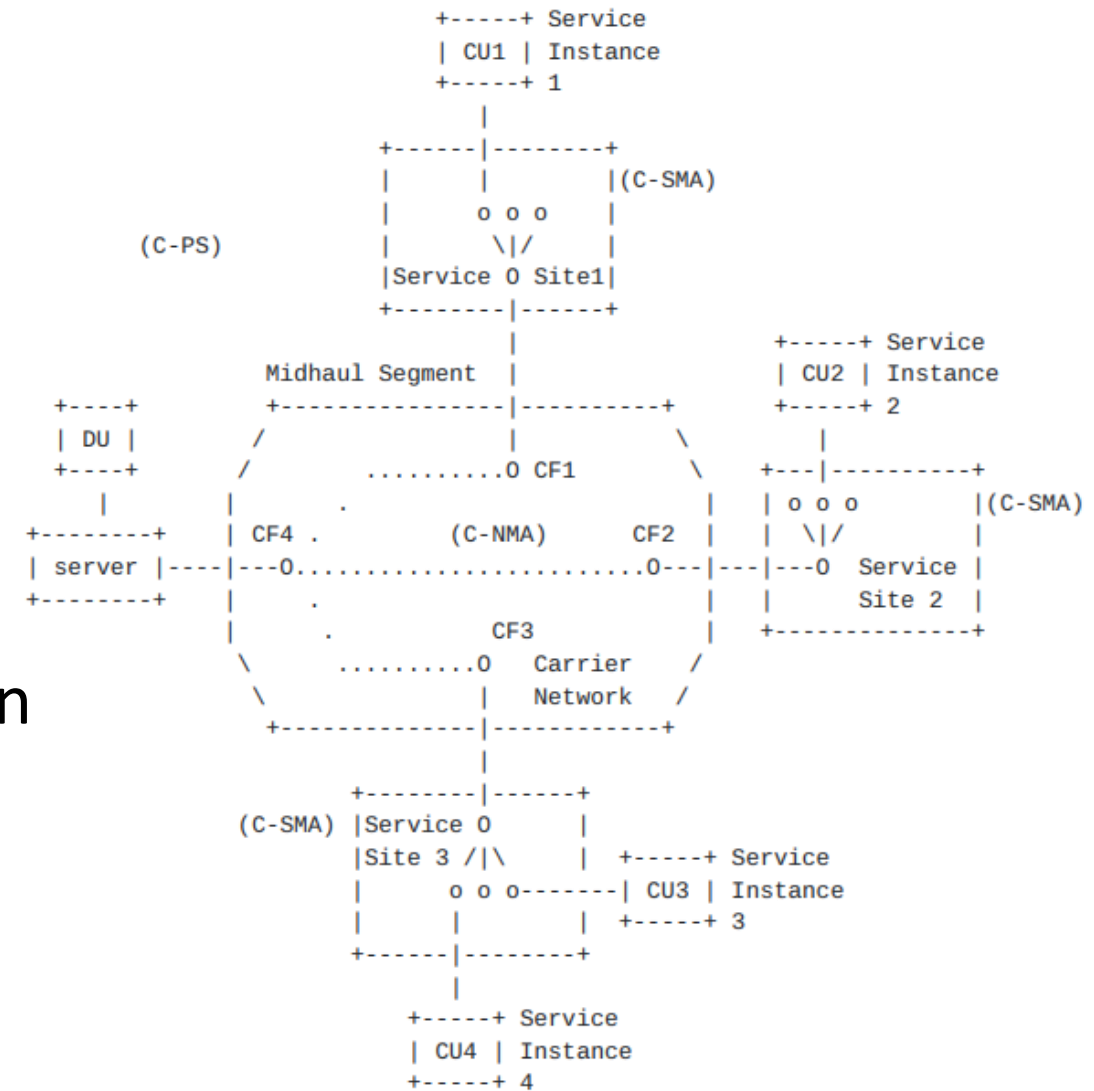 +-----+ Service
| CU1 | Instance
+-----+ 1
|
+------|--------+
|      |        |(C-SMA)
|      o o o    |
(C-PS)           |       \|/     |
|Service O Site1|
+--------|------+
|                  +-----+ Service
Midhaul Segment  |                  | CU2 | Instance
+----+         +----------------|----------+       +-----+ 2
| DU |        /                 |           \         |
+----+       /        ..........O CF1        \    +---|----------+
|         |       .                          |   | o o o        |(C-SMA)
+--------+    | CF4 .         (C-NMA)      CF2  |   |  \|/         |
| server |----|---O.........................O---|---|---O  Service |
+--------+    |     .                            |   |      Site 2  |
|      .           CF3            |   +--------------+
\      ..........O   Carrier    /
n
\               |   Network   /
+---------------|------------+
|
+--------|------+
(C-SMA) |Service O      |
|Site 3 /|\     |  +-----+ Service
|      o o o-------| CU3 | Instance
|      |        |  +-----+ 3
+------|--------+
|
+-----+ Service
| CU4 | Instance
+-----+ 4